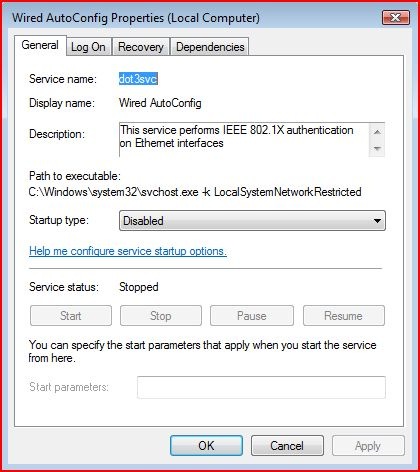 Wired AutoConfig Properties (Local Computer)
General Log On Recovery Dependencies
Service name: dot3svc
Display name: Wired AutoConfig
Description: This service performs IEEE 802.1X authentication
on Ethernet interfaces
Path to executable:
C:\Windows\system32\svchost.exe -k LocalSystemNetworkRestricted
Startup type: Disabled
Help me configure service startup options.
Service status: Stopped
Start Stop Pause Resume
You can specify the start parameters that apply when you start the service
from here.
Start parameters:
OK Cancel Apply